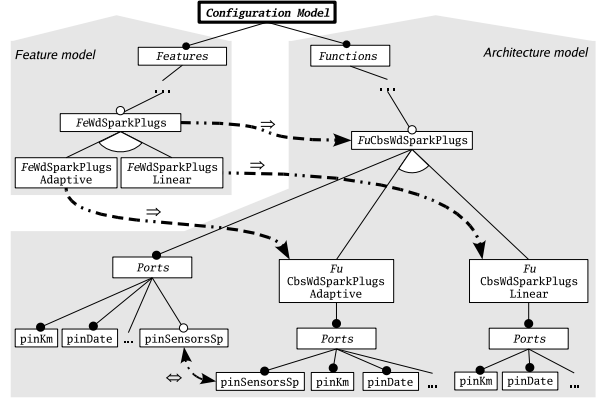 Configuration Model
Feature model
Features
Functions
Architecture model
...
...
FeWdSparkPlugs
⇒
FuCbsWdSparkPlugs
FeWdSparkPlugs
Adaptive
FeWdSparkPlugs
Linear
⇒
⇒
Ports
Fu
CbsWdSparkPlugs
Adaptive
Fu
CbsWdSparkPlugs
Linear
pinKm
pinDate
...
pinSensorsSp
Ports
Ports
⇔
pinSensorsSp
pinKm
pinDate
...
pinKm
pinDate
...